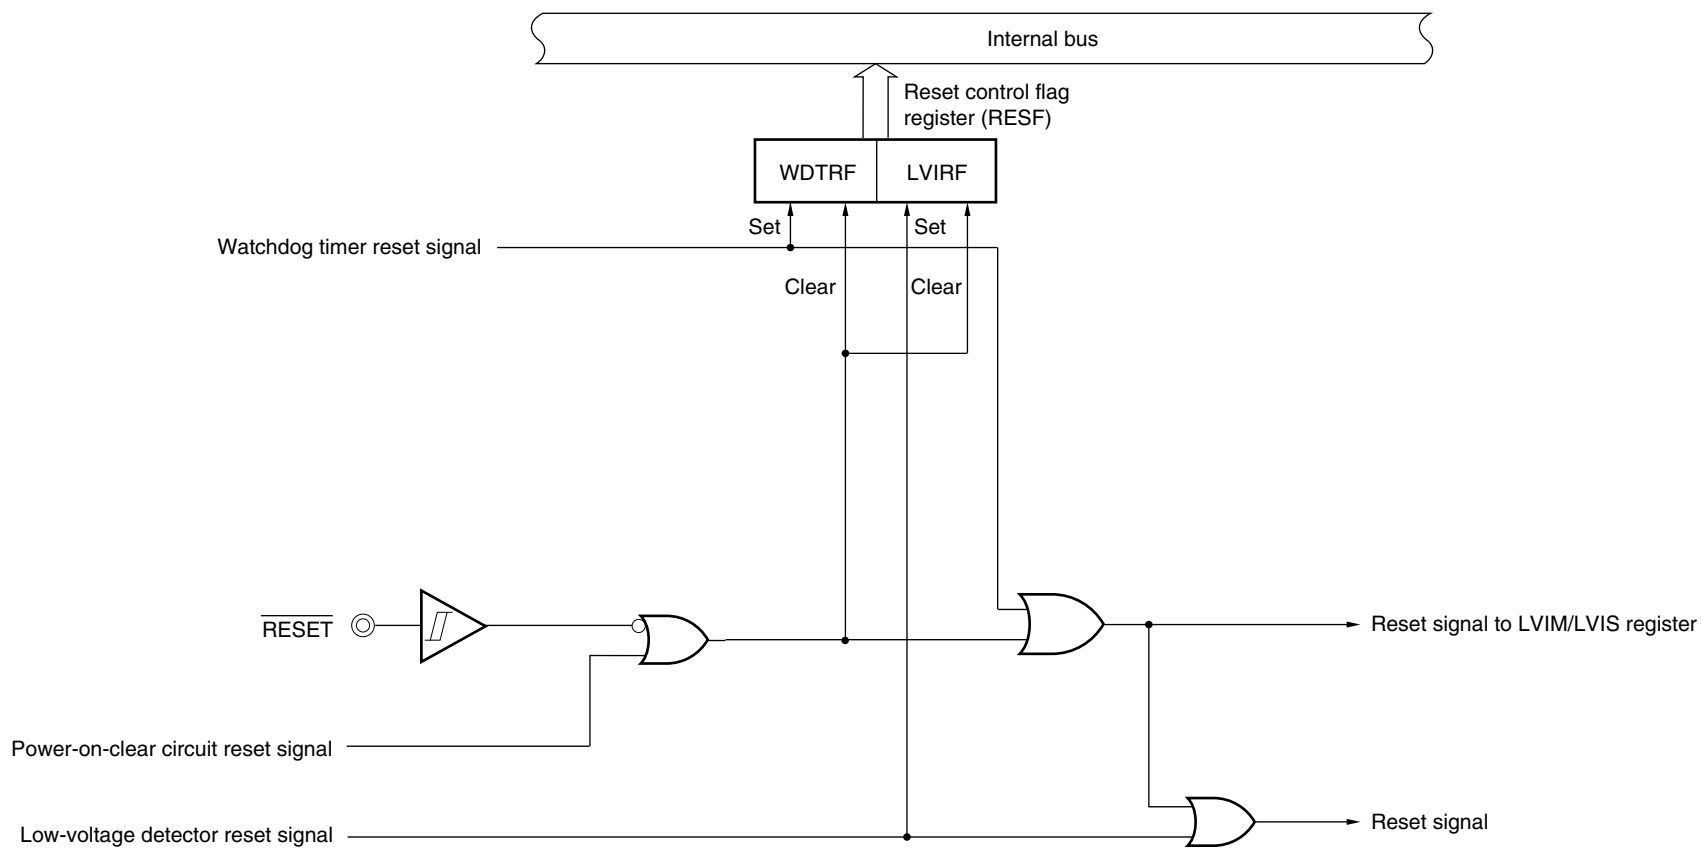 Internal bus
Reset control flag
register (RESF)
WDTRF
LVIRF
Set
Set
Watchdog timer reset signal
Clear
Clear
RESET
Reset signal to LVIM/LVIS register
Power-on-clear circuit reset signal
Low-voltage detector reset signal
Reset signal